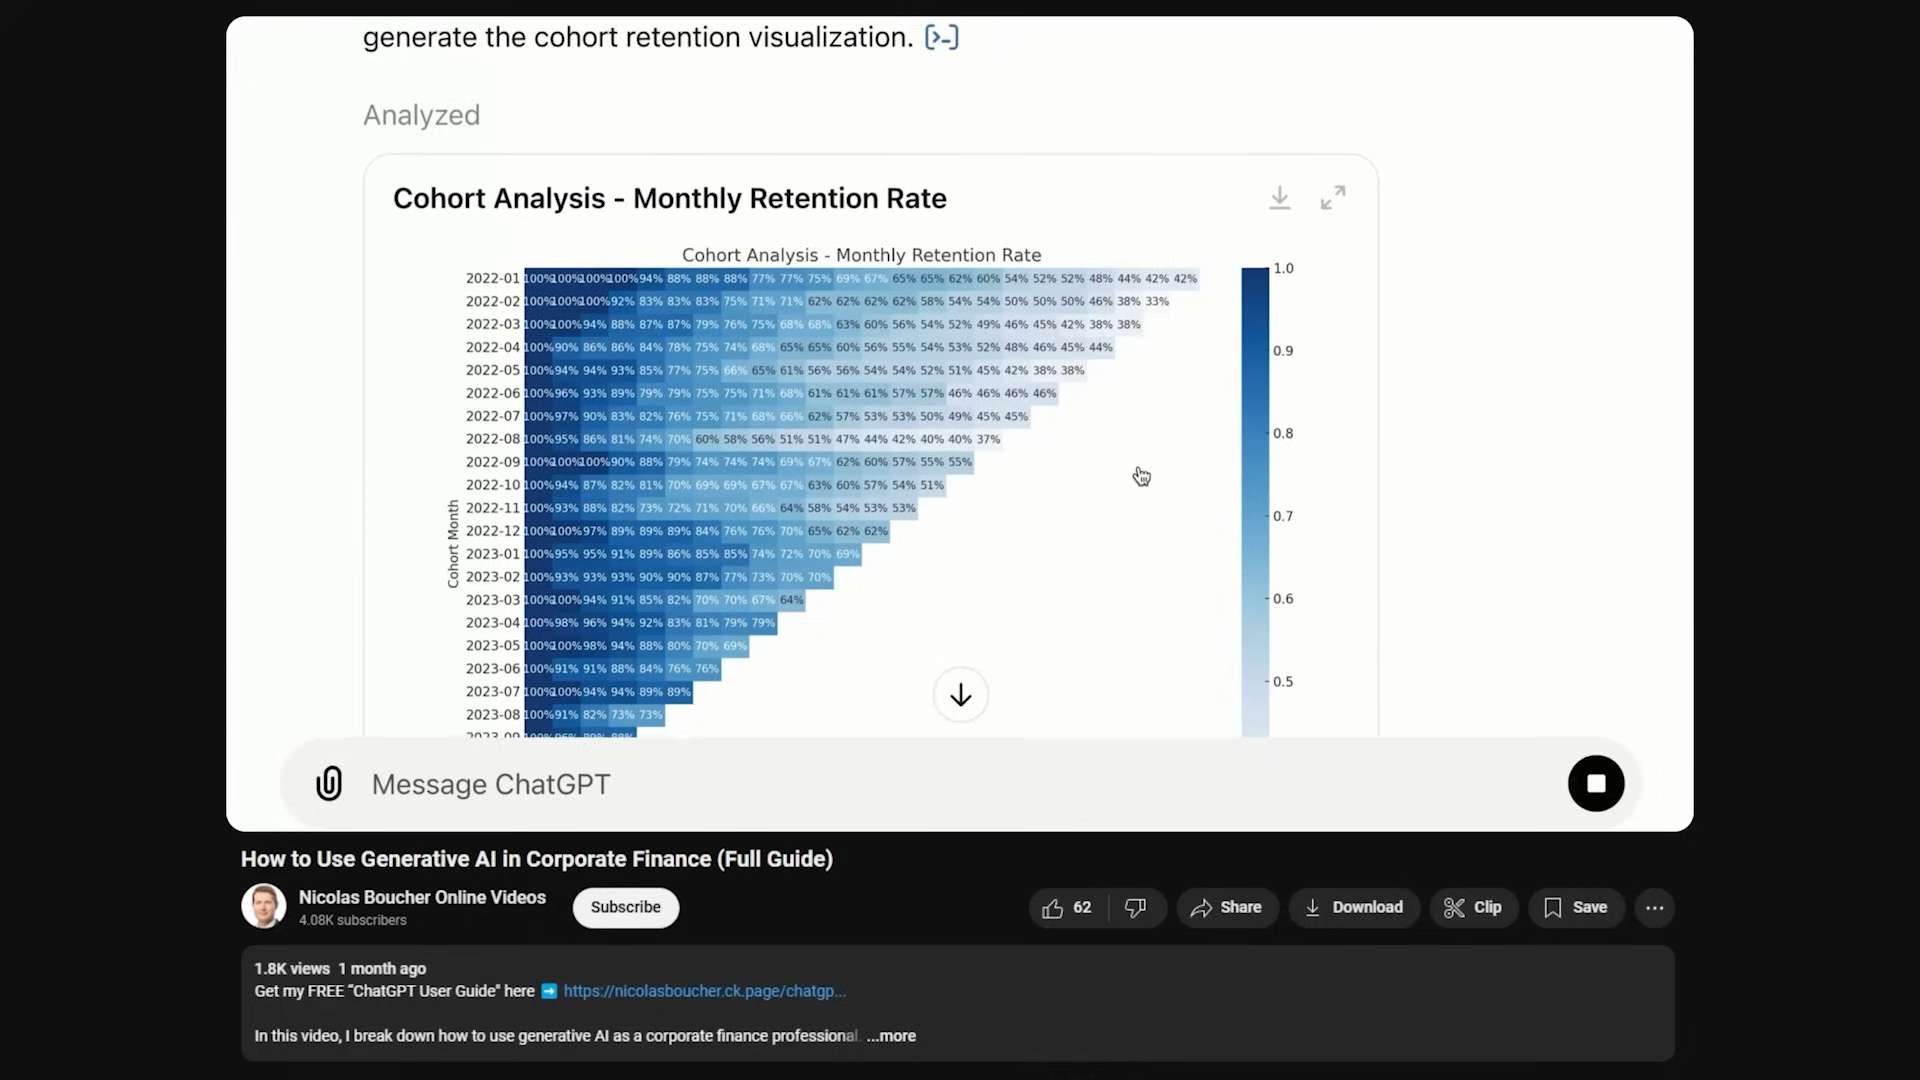 generate the cohort retention visualization.
Analyzed
Cohort Analysis - Monthly Retention Rate
Cohort Analysis - Monthly Retention Rate
Cohort Month
2022-01 100% 100% 100% 100% 94% 88% 88% 88% 77% 77% 75% 69% 67% 65% 65% 62% 60% 54% 52% 52% 48% 44% 42% 42%
2022-02 100% 100% 100% 92% 83% 83% 83% 75% 71% 71% 62% 62% 62% 62% 58% 54% 54% 50% 50% 50% 46% 38% 33%
2022-03 100% 100% 94% 88% 87% 87% 79% 76% 75% 68% 68% 63% 60% 56% 54% 52% 49% 46% 45% 42% 38% 38%
2022-04 100% 90% 86% 86% 84% 78% 75% 74% 68% 65% 65% 60% 56% 55% 54% 53% 52% 48% 46% 45% 44%
2022-05 100% 94% 94% 93% 85% 77% 75% 66% 65% 61% 56% 56% 54% 54% 52% 51% 45% 42% 38% 38%
2022-06 100% 96% 93% 89% 79% 79% 75% 75% 71% 68% 61% 61% 61% 57% 57% 46% 46% 46% 46%
2022-07 100% 97% 90% 83% 82% 76% 75% 71% 68% 66% 62% 57% 53% 53% 50% 49% 45% 45%
2022-08 100% 95% 86% 81% 74% 70% 60% 58% 56% 51% 51% 47% 44% 42% 40% 40% 37%
2022-09 100% 100% 100% 90% 88% 79% 74% 74% 74% 69% 67% 62% 60% 57% 55% 55%
2022-10 100% 94% 87% 82% 81% 70% 69% 69% 67% 67% 63% 60% 57% 54% 51%
2022-11 100% 93% 88% 82% 73% 72% 71% 70% 66% 64% 58% 54% 53% 53%
2022-12 100% 100% 97% 89% 89% 89% 84% 76% 76% 70% 65% 62% 62%
2023-01 100% 95% 95% 91% 89% 86% 85% 85% 74% 72% 70% 69%
2023-02 100% 93% 93% 93% 90% 90% 87% 77% 73% 70% 70%
2023-03 100% 100% 94% 91% 85% 82% 70% 70% 67% 64%
2023-04 100% 98% 96% 94% 92% 83% 81% 79% 79%
2023-05 100% 100% 98% 94% 88% 80% 70% 69%
2023-06 100% 91% 91% 88% 84% 76% 76%
2023-07 100% 100% 94% 94% 89% 89%
2023-08 100% 91% 82% 73% 73%
1.0
0.9
0.8
0.7
0.6
0.5
Message ChatGPT
How to Use Generative AI in Corporate Finance (Full Guide)
Nicolas Boucher Online Videos
4.08K subscribers
Subscribe
62
Share
Download
Clip
Save
1.8K views 1 month ago
Get my FREE “ChatGPT User Guide" here ➡️ https://nicolasboucher.ck.page/chatgp...
In this video, I break down how to use generative AI as a corporate finance professional. ...more